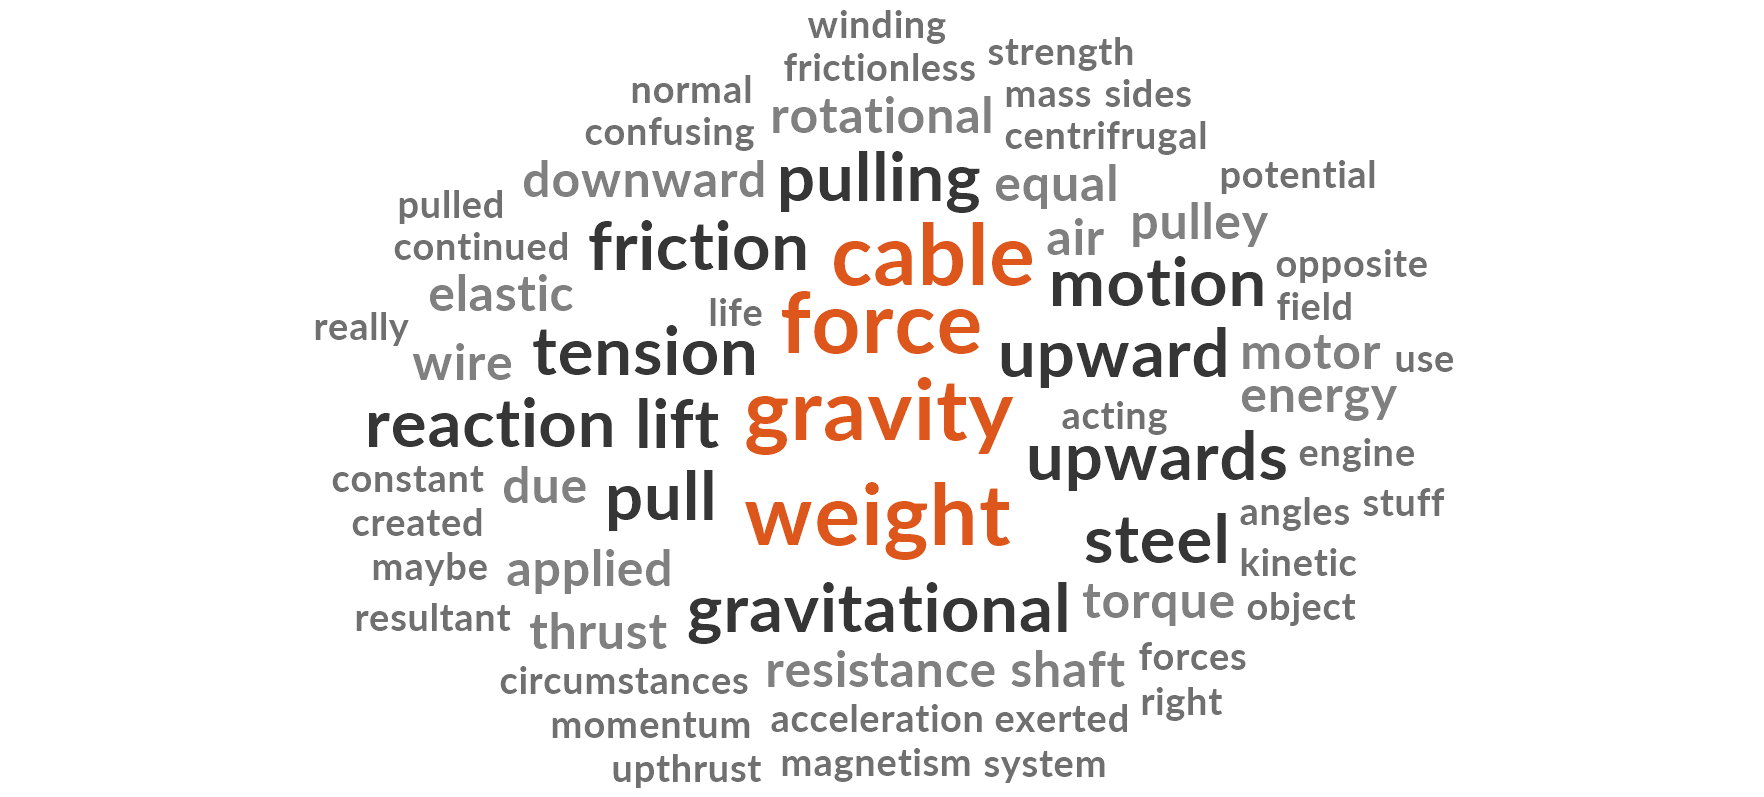 winding
frictionless strength
normal rotational mass sides
confusing centrifrugal
downward pulling equal potential
pulled pulley
continued friction cable air opposite
elastic motion field
really life force
wire tension upward motor use
energy
reaction lift gravity acting
upwards engine
constant due pull
created weight angles stuff
steel
maybe applied kinetic
resultant thrust gravitational torque object
circumstances resistance shaft forces
momentum acceleration exerted right
upthrust magnetism system